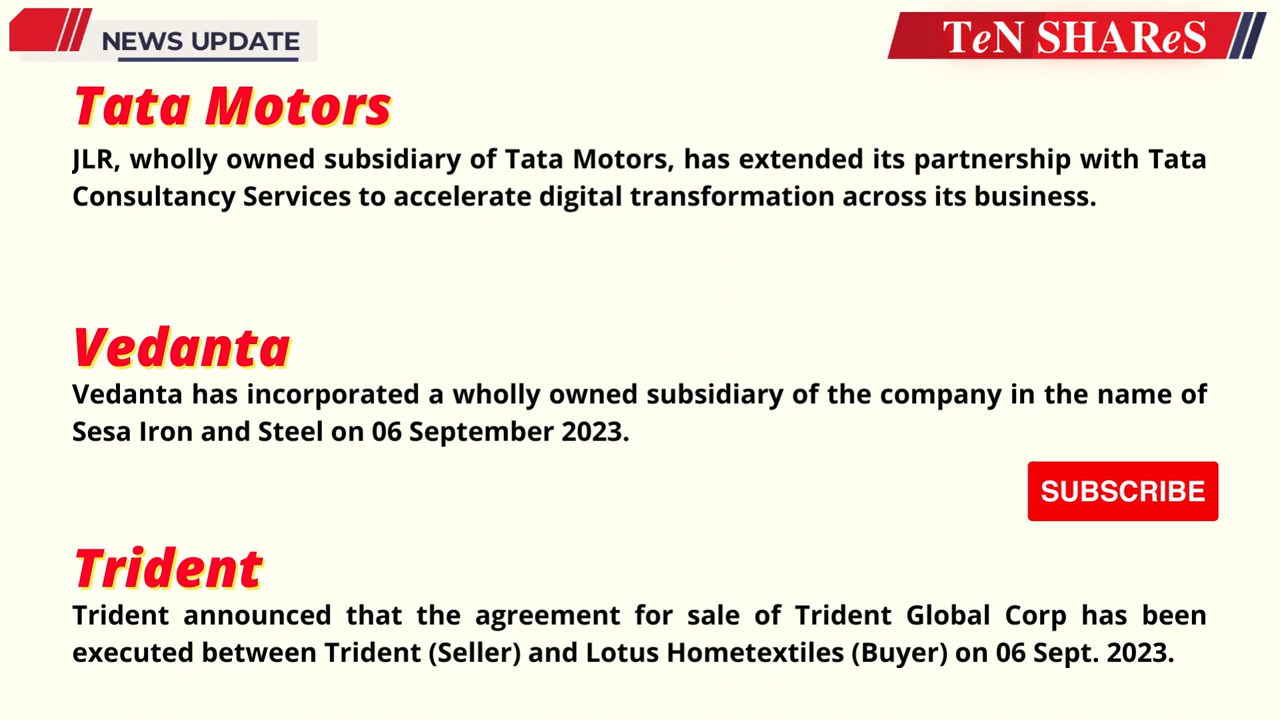 NEWS UPDATE
TeN SHAReS
Tata Motors
JLR, wholly owned subsidiary of Tata Motors, has extended its partnership with Tata
Consultancy Services to accelerate digital transformation across its business.
Vedanta
Vedanta has incorporated a wholly owned subsidiary of the company in the name of
Sesa Iron and Steel on 06 September 2023.
SUBSCRIBE
Trident
Trident announced that the agreement for sale of Trident Global Corp has been
executed between Trident (Seller) and Lotus Hometextiles (Buyer) on 06 Sept. 2023.